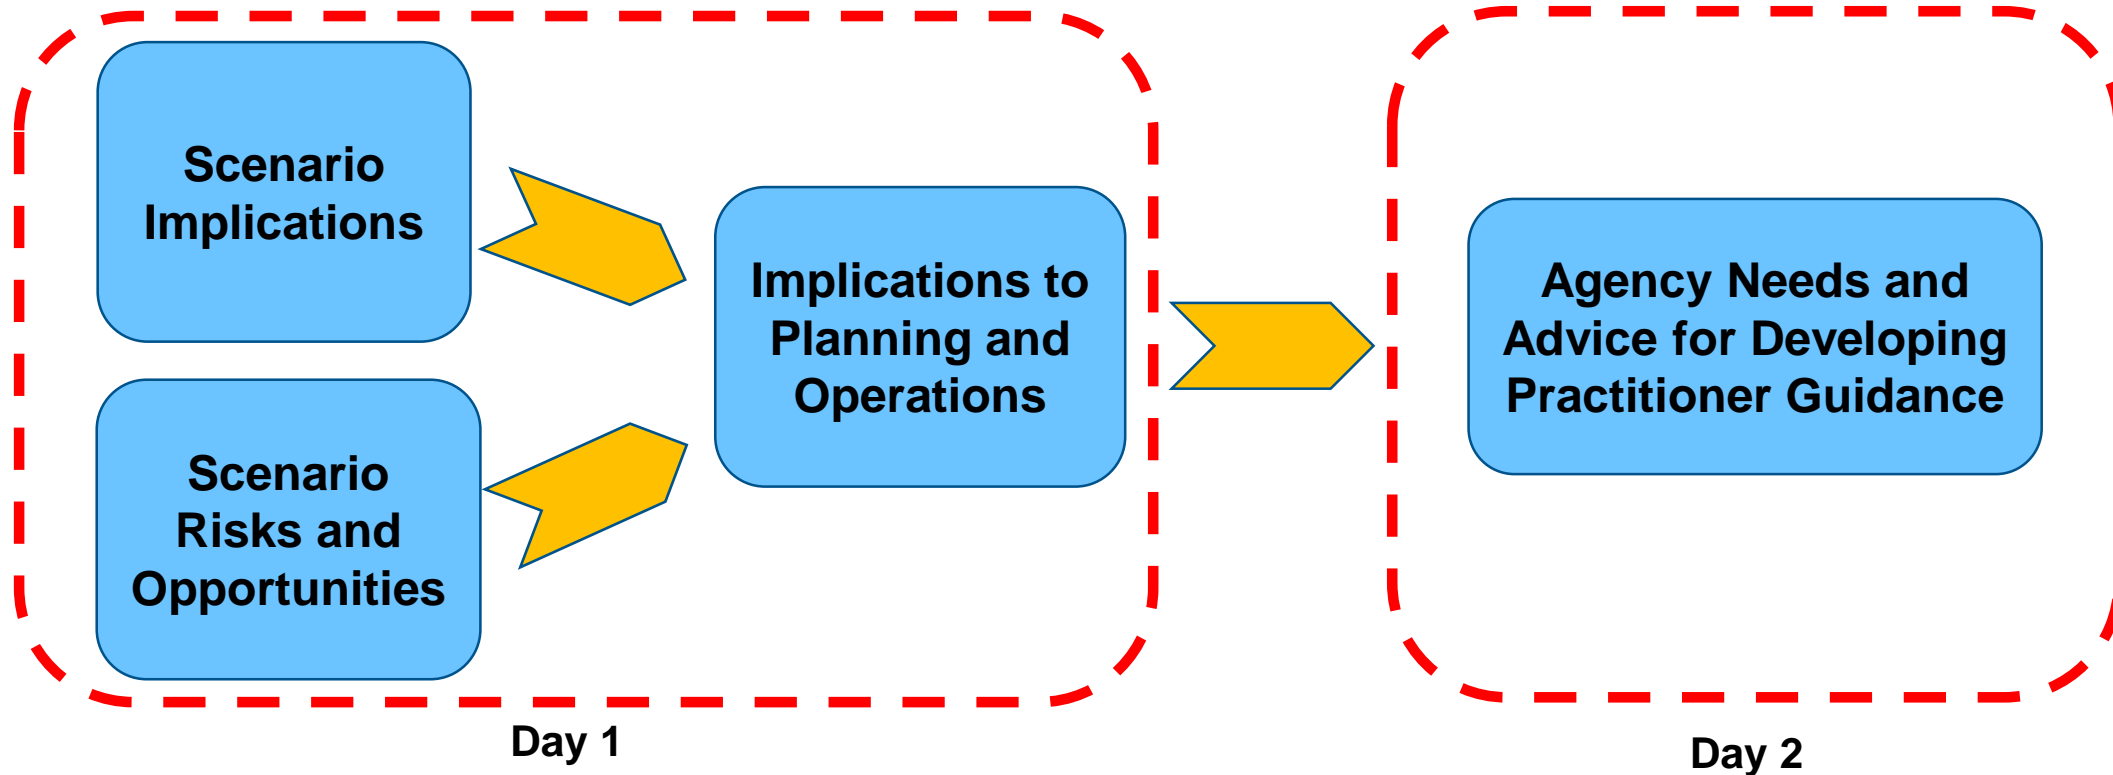 Scenario
Implications
Scenario
Risks and
Opportunities
Implications to
Planning and
Operations
Day 1
Agency Needs and
Advice for Developing
Practitioner Guidance
Day 2